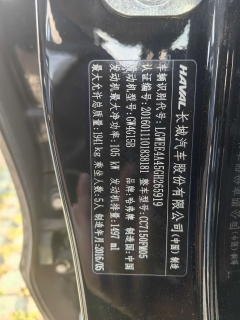 HAVAL 长城汽车股份有限公司(中国)制造
车辆识别代号: LGWEE4A45GH265919
认证编号: 2016011101838181 整车型号: CC7150FM05
发动机型号: GW4G15B 品牌: 哈弗牌 制造国: 中国
发动机最大净功率: 105 kW 发动机排量: 1497 ml
最大允许总质量: 1941 kg 乘坐人数: 5人 制造年月: 2016/05